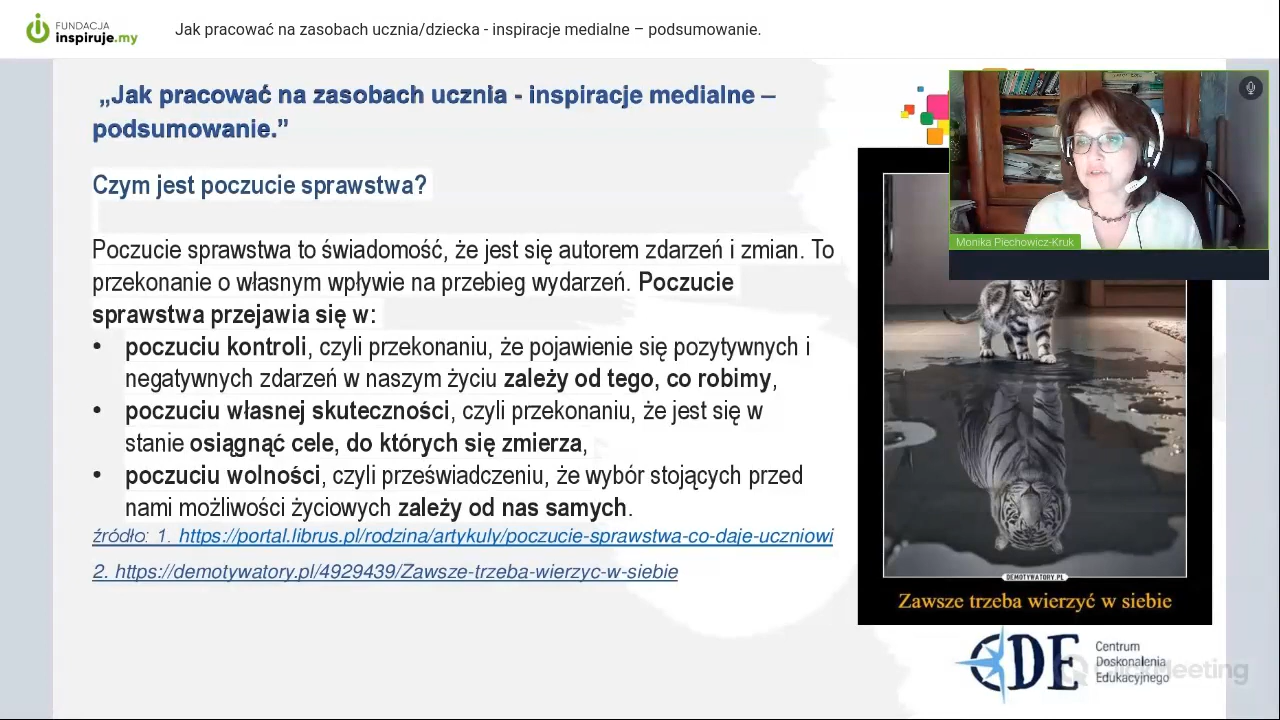 FUNDACJA
inspiruje.my
Jak pracować na zasobach ucznia/dziecka - inspiracje medialne – podsumowanie.
„Jak pracować na zasobach ucznia - inspiracje medialne –
podsumowanie.”
Monika Piechowicz-Kruk
Czym jest poczucie sprawstwa?
Poczucie sprawstwa to świadomość, że jest się autorem zdarzeń i zmian. To
przekonanie o własnym wpływie na przebieg wydarzeń. Poczucie
sprawstwa przejawia się w:
• poczuciu kontroli, czyli przekonaniu, że pojawienie się pozytywnych i
negatywnych zdarzeń w naszym życiu zależy od tego, co robimy,
• poczuciu własnej skuteczności, czyli przekonaniu, że jest się w
stanie osiągnąć cele, do których się zmierza,
• poczuciu wolności, czyli przeświadczeniu, że wybór stojących przed
nami możliwości życiowych zależy od nas samych.
źródło: 1. https://portal.librus.pl/rodzina/artykuly/poczucie-sprawstwa-co-daje-uczniowi
2. https://demotywatory.pl/4929439/Zawsze-trzeba-wierzyc-w-siebie
DEMOTYWATORY.PL
Zawsze trzeba wierzyć w siebie
CDE
Centrum
Doskonalenia
Edukacyjnego
ClickMeeting